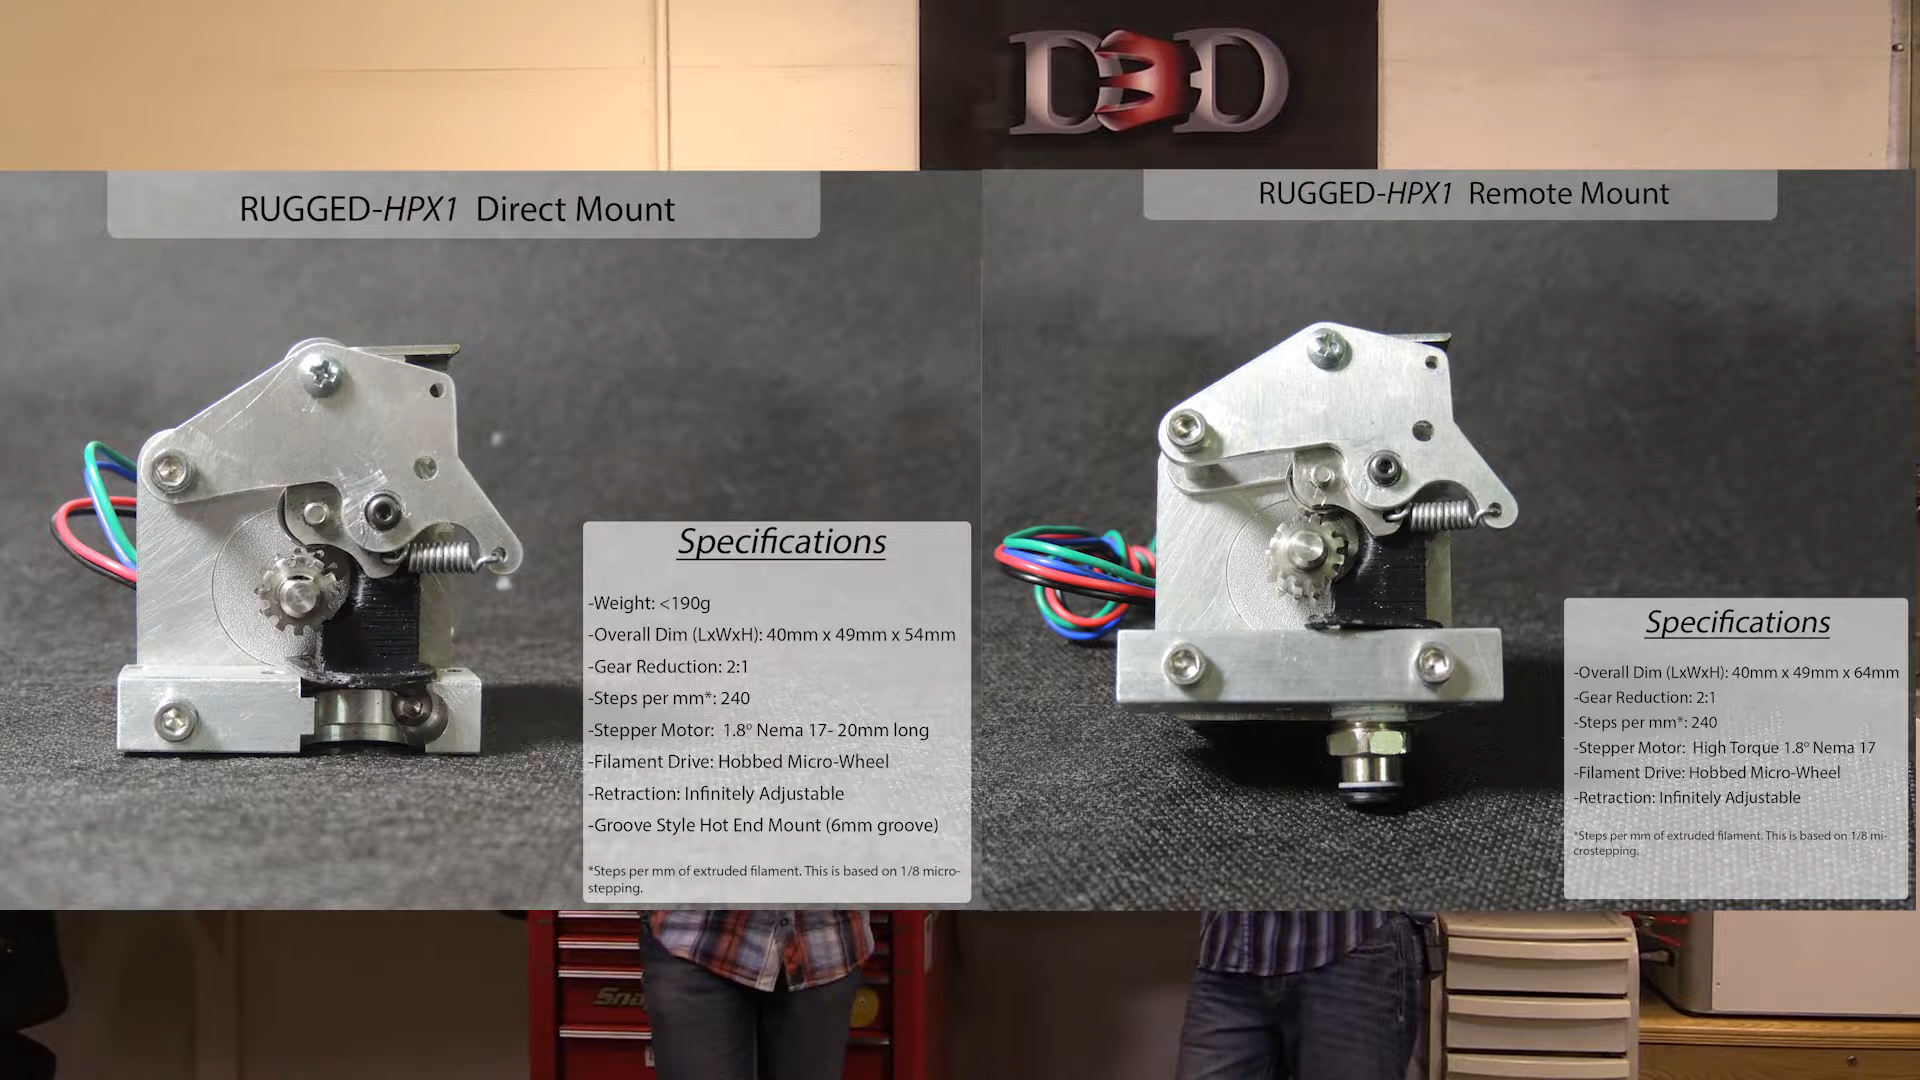 D3D
RUGGED-HPX1 Direct Mount
Specifications
-Weight: <190g
-Overall Dim (LxWxH): 40mm x 49mm x 54mm
-Gear Reduction: 2:1
-Steps per mm*: 240
-Stepper Motor: 1.8º Nema 17- 20mm long
-Filament Drive: Hobbed Micro-Wheel
-Retraction: Infinitely Adjustable
-Groove Style Hot End Mount (6mm groove)
*Steps per mm of extruded filament. This is based on 1/8 micro-
stepping.
RUGGED-HPX1 Remote Mount
Specifications
-Overall Dim (LxWxH): 40mm x 49mm x 64mm
-Gear Reduction: 2:1
-Steps per mm*: 240
-Stepper Motor: High Torque 1.8º Nema 17
-Filament Drive: Hobbed Micro-Wheel
-Retraction: Infinitely Adjustable
*Steps per mm of extruded filament. This is based on 1/8 mi-
crostepping.
Sna